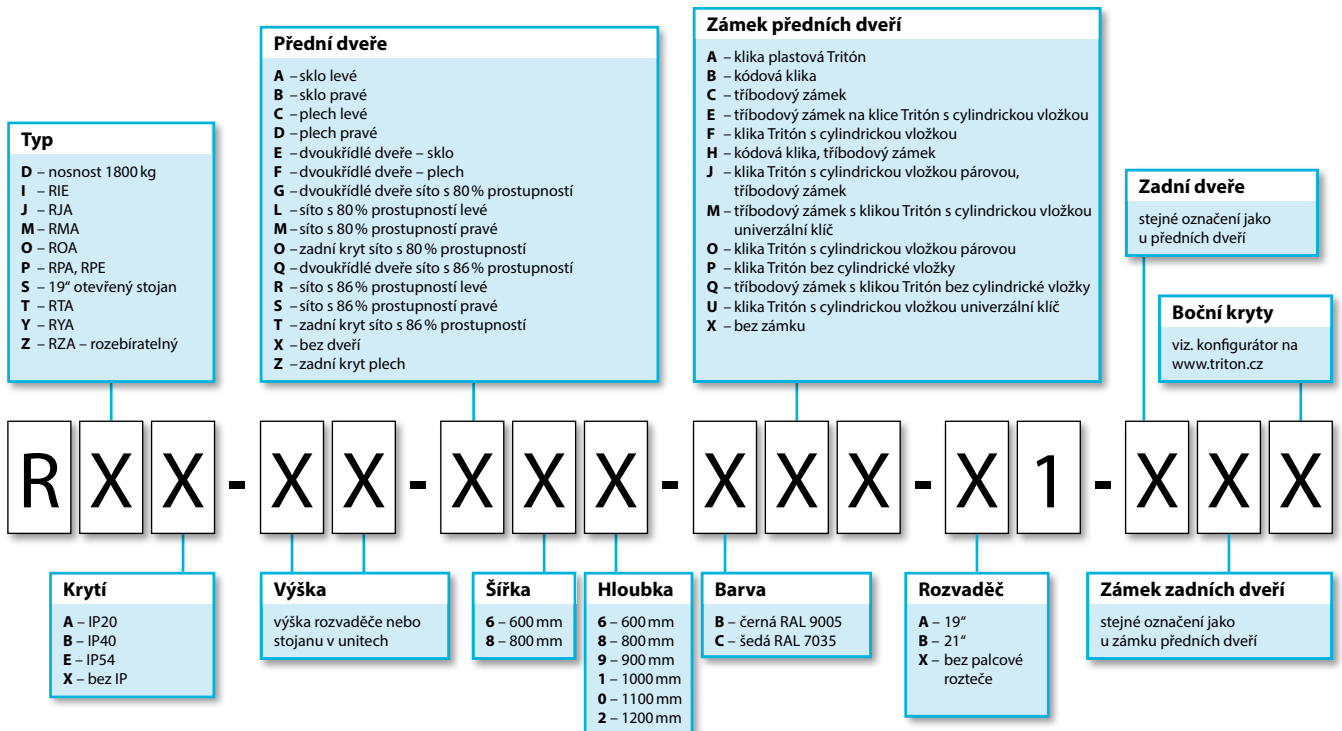 Typ
D – nosnost 1800 kg
I – RIE
J – RJA
M – RMA
O – ROA
P – RPA, RPE
S – 19“ otevřený stojan
T – RTA
Y – RYA
Z – RZA – rozebíratelný
Přední dveře
A – sklo levé
B – sklo pravé
C – plech levé
D – plech pravé
E – dvoukřídlé dveře – sklo
F – dvoukřídlé dveře – plech
G – dvoukřídlé dveře síto s 80 % prostupností
L – síto s 80 % prostupností levé
M – síto s 80 % prostupností pravé
O – zadní kryt síto s 80 % prostupností
Q – dvoukřídlé dveře síto s 86 % prostupností
R – síto s 86 % prostupností levé
S – síto s 86 % prostupností pravé
T – zadní kryt síto s 86 % prostupností
X – bez dveří
Z – zadní kryt plech
Zámek předních dveří
A – klika plastová Tritón
B – kódová klika
C – tříbodový zámek
E – tříbodový zámek na klice Tritón s cylindrickou vložkou
F – klika Tritón s cylindrickou vložkou
H – kódová klika, tříbodový zámek
J – klika Tritón s cylindrickou vložkou párovou,
tříbodový zámek
M – tříbodový zámek s klikou Tritón s cylindrickou vložkou
univerzální klíč
O – klika Tritón s cylindrickou vložkou párovou
P – klika Tritón bez cylindrické vložky
Q – tříbodový zámek s klikou Tritón bez cylindrické vložky
U – klika Tritón s cylindrickou vložkou univerzální klíč
X – bez zámku
Zadní dveře
stejné označení jako
u předních dveří
Boční kryty
viz. konfigurátor na
www.triton.cz
R X X - X X - X X X - X X X - X 1 - X X X
Krytí
A – IP20
B – IP40
E – IP54
X – bez IP
Výška
výška rozvaděče nebo
stojanu v unitech
Šířka
6 – 600 mm
8 – 800 mm
Hloubka
6 – 600 mm
8 – 800 mm
9 – 900 mm
1 – 1000 mm
0 – 1100 mm
2 – 1200 mm
Barva
B – černá RAL 9005
C – šedá RAL 7035
Rozvaděč
A – 19“
B – 21“
X – bez palcové
rozteče
Zámek zadních dveří
stejné označení jako
u zámku předních dveří